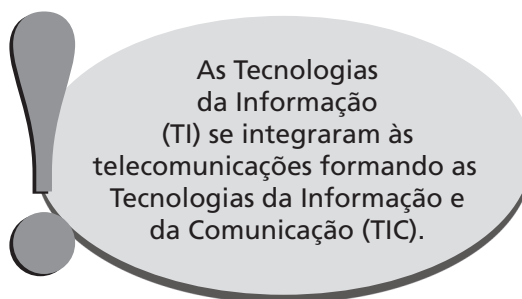 As Tecnologias
da Informação
(TI) se integraram às
telecomunicações formando as
Tecnologias da Informação e
da Comunicação (TIC).